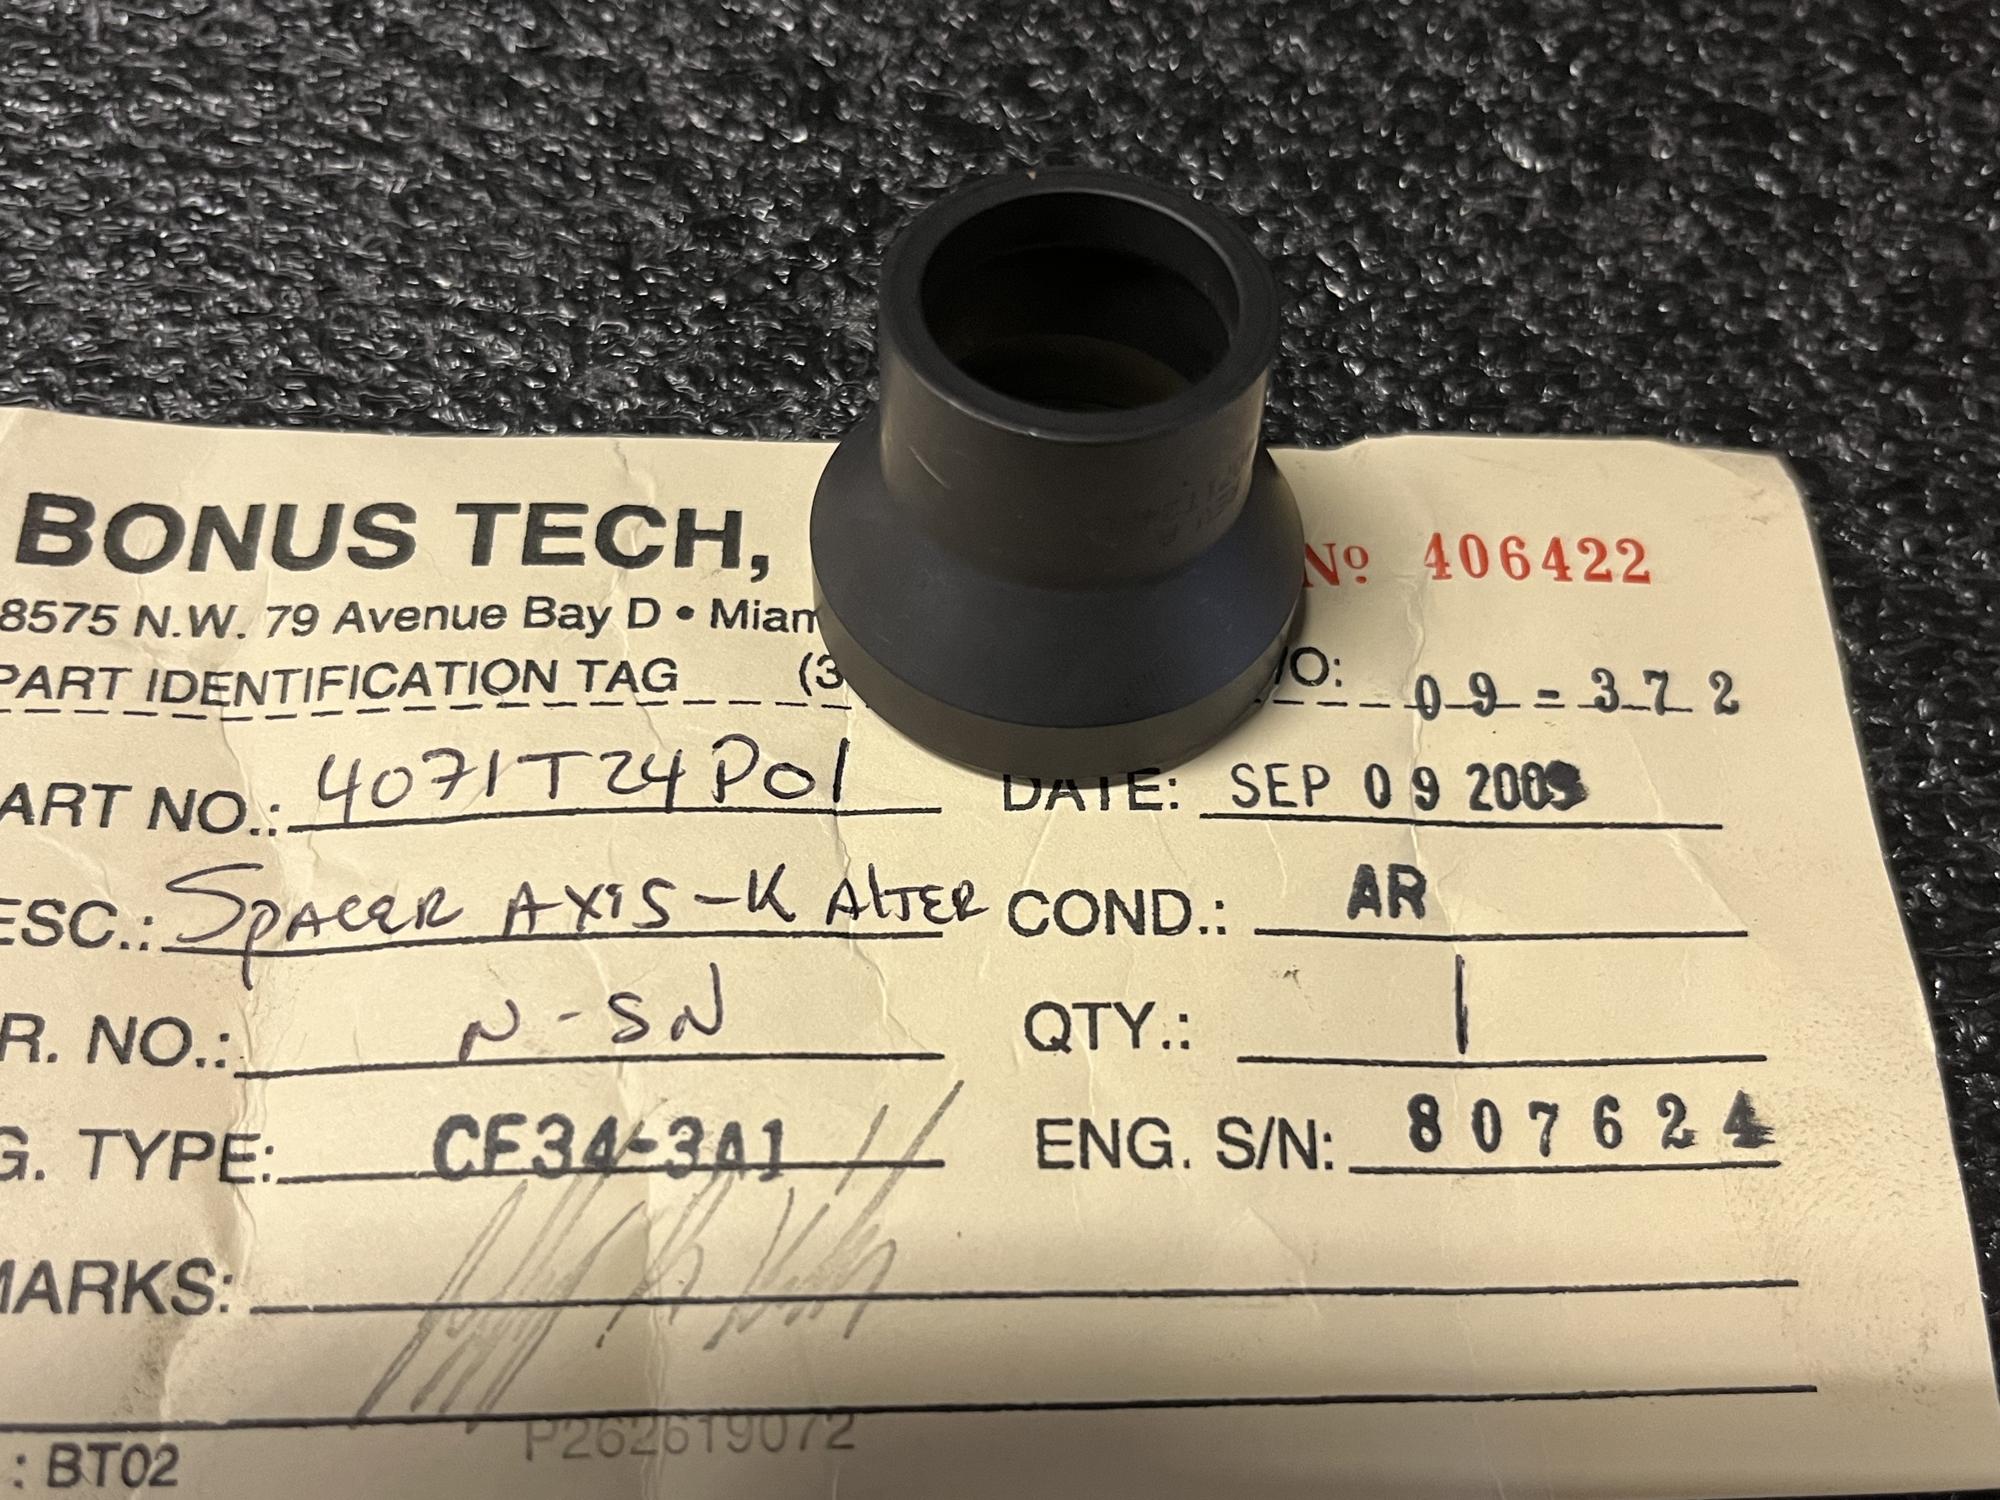 BONUS TECH, Nº 406422
8575 N.W. 79 Avenue Bay D • Miam
PART IDENTIFICATION TAG (3 /O: 09-372
ART NO.: 4071T24P01 DATE: SEP 09 2009
ESC.: SPACER AXIS-K AlTER COND.: AR
R. NO.: N-SN QTY.: 1
G. TYPE: CF34-3A1 ENG. S/N: 807624
MARKS:
P262619072
: BT02